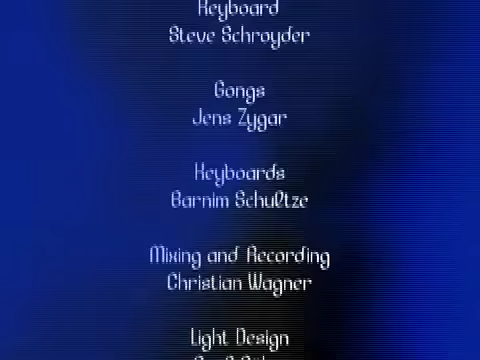 Keyboard
Steve Schroyder
Gongs
Jens Zygar
Keyboards
Barnim Schultze
Mixing and Recording
Christian Wagner
Light Design